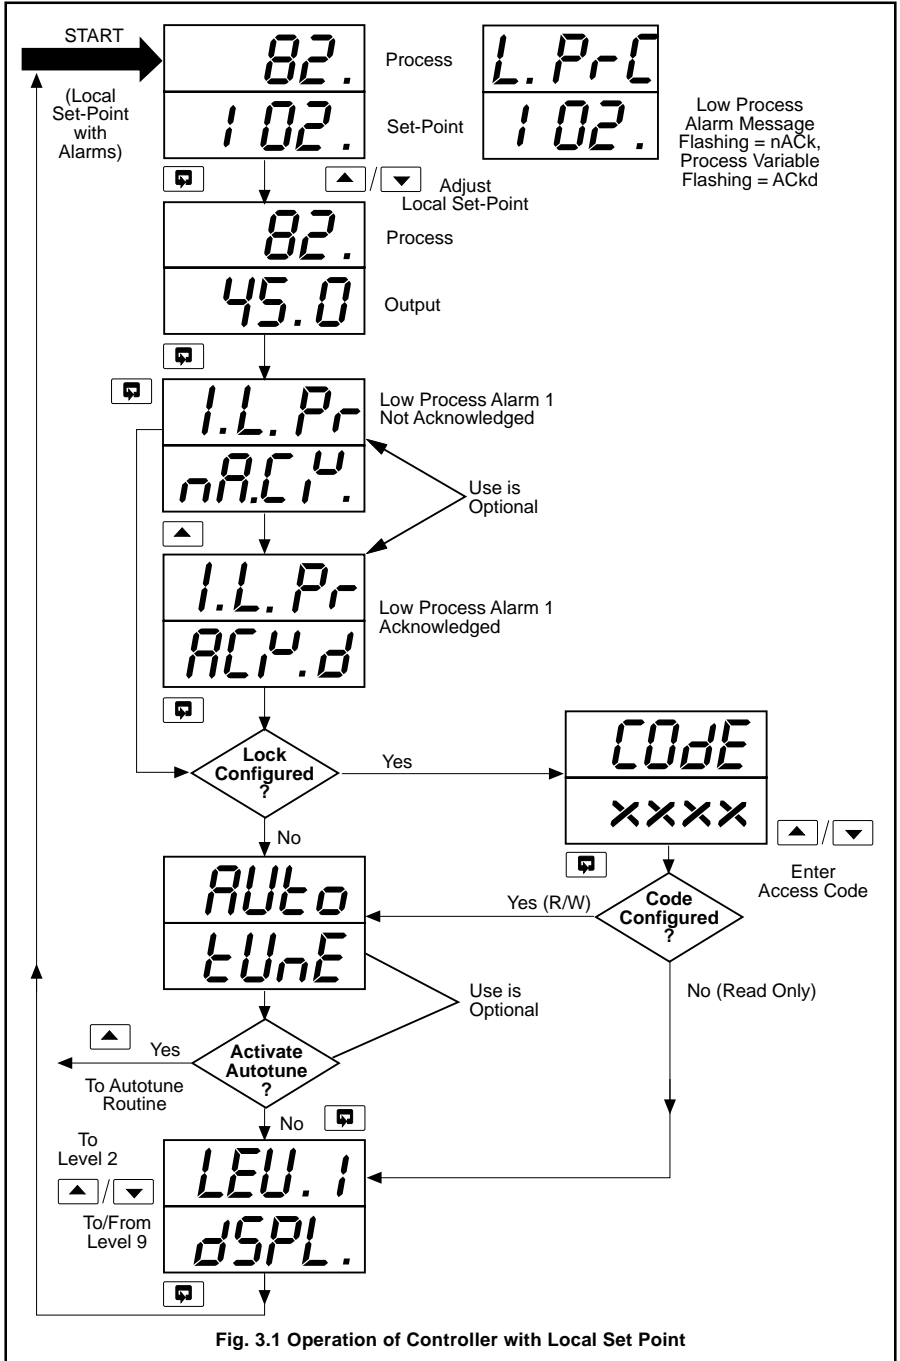 START
(Local
Set-Point
with
Alarms)
82.
Process
102.
Set-Point
L.PrC
102.
Low Process
Alarm Message
Flashing = nACk,
Process Variable
Flashing = ACkd
/
Adjust
Local Set-Point
82.
Process
45.0
Output
1.L.Pr
nA.CK.
Low Process Alarm 1
Not Acknowledged
Use is
Optional
1.L.Pr
ACK.d
Low Process Alarm 1
Acknowledged
Lock
Configured
?
Yes
No
COdE
××××
/
Enter
Access Code
Code
Configured
?
Yes (R/W)
No (Read Only)
AUto
tUnE
Use is
Optional
Activate
Autotune
?
Yes
To Autotune
Routine
No
LEU.1
dSPL.
To
Level 2
/
To/From
Level 9
Fig. 3.1 Operation of Controller with Local Set Point